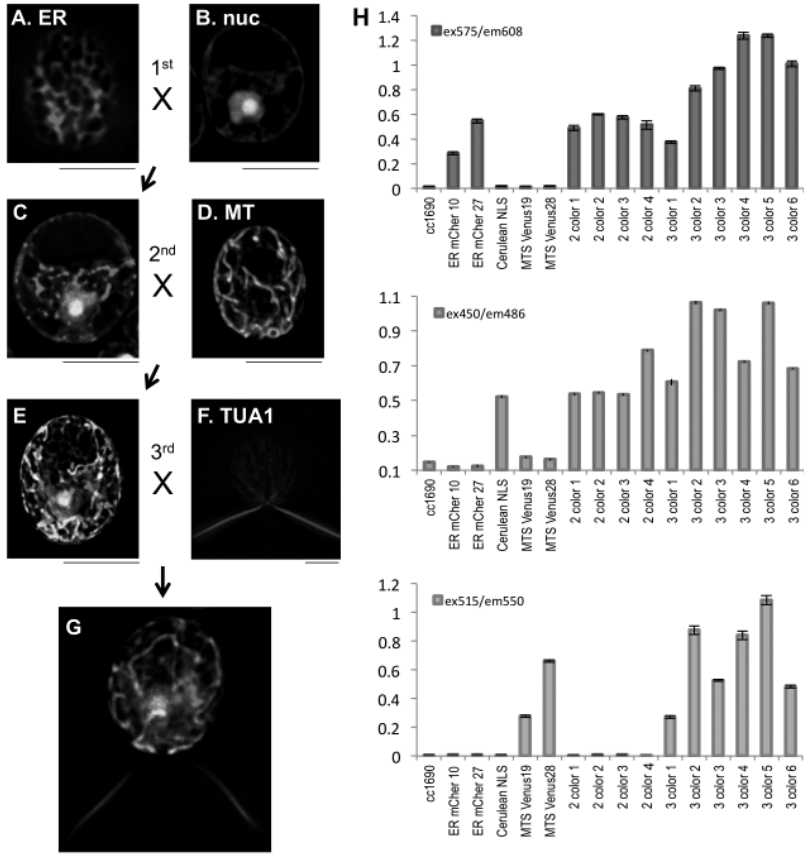 A. ER
1st
X
B. nuc
C
2nd
X
D. MT
E
3rd
X
F. TUA1
G
H
ex575/em608
1.4
1.2
1
0.8
0.6
0.4
0.2
0
cc1690
ER mCher 10
ER mCher 27
Cerulean NLS
MTS Venus19
MTS Venus28
2 color 1
2 color 2
2 color 3
2 color 4
3 color 1
3 color 2
3 color 3
3 color 4
3 color 5
3 color 6
ex450/em486
1.1
0.9
0.7
0.5
0.3
0.1
cc1690
ER mCher 10
ER mCher 27
Cerulean NLS
MTS Venus19
MTS Venus28
2 color 1
2 color 2
2 color 3
2 color 4
3 color 1
3 color 2
3 color 3
3 color 4
3 color 5
3 color 6
ex515/em550
1.2
1
0.8
0.6
0.4
0.2
0
cc1690
ER mCher 10
ER mCher 27
Cerulean NLS
MTS Venus19
MTS Venus28
2 color 1
2 color 2
2 color 3
2 color 4
3 color 1
3 color 2
3 color 3
3 color 4
3 color 5
3 color 6